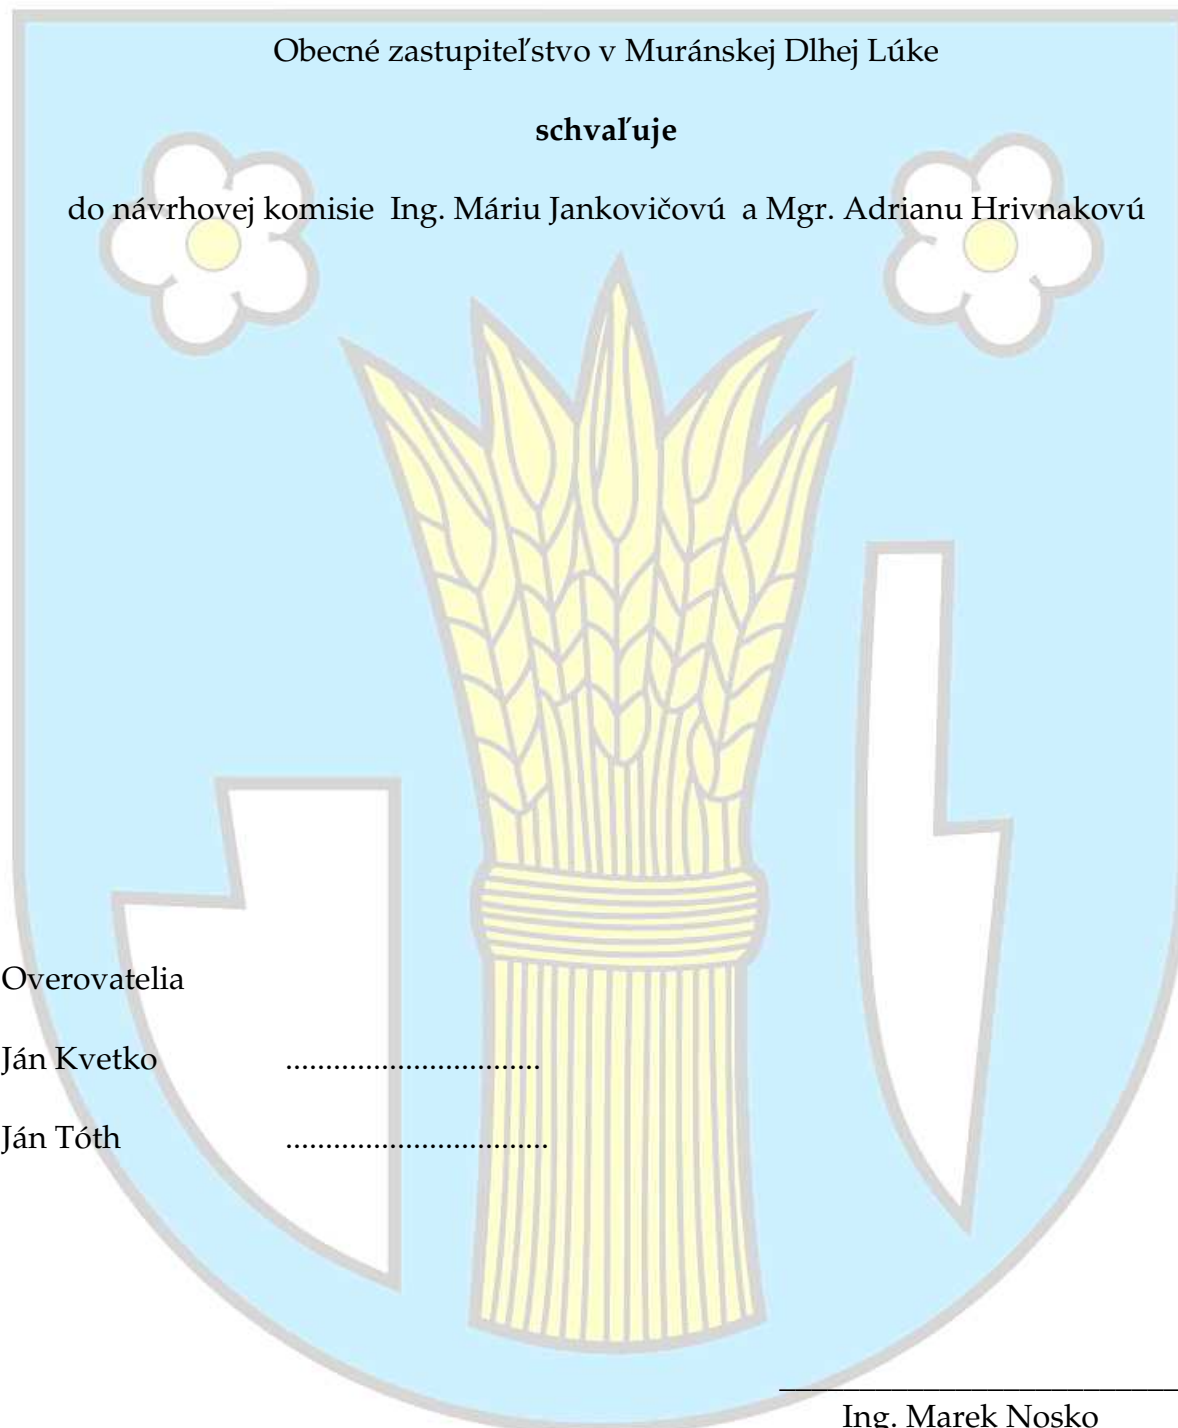 Obecné zastupiteľstvo v Muránskej Dlhej Lúke
schvaľuje
do návrhovej komisie Ing. Máriu Jankovičovú a Mgr. Adrianu Hrivnakovú
Overovatelia
Ján Kvetko ................................
Ján Tóth .................................
Ing. Marek Nosko